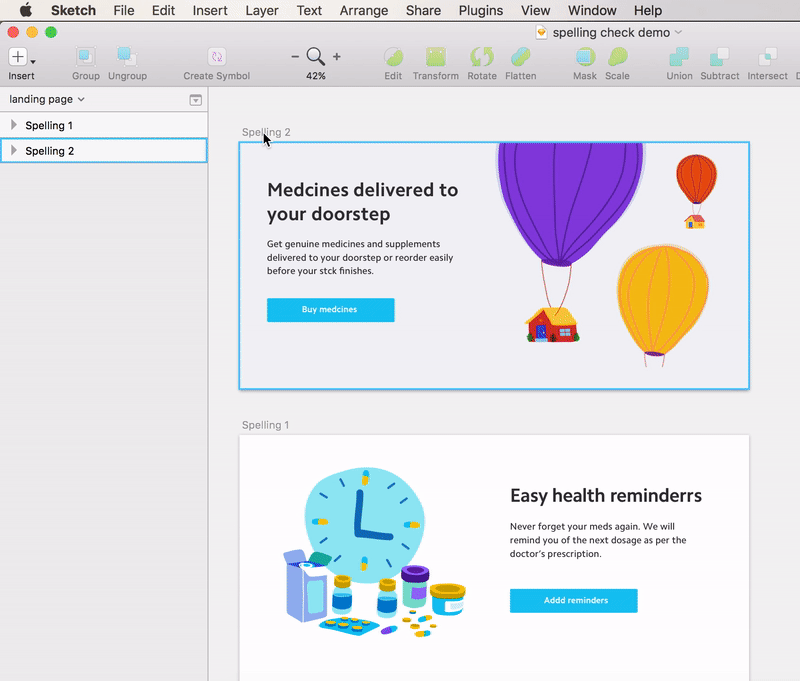 Sketch File Edit Insert Layer Text Arrange Share Plugins View Window Help
spelling check demo
42%
Insert Group Ungroup Create Symbol Edit Transform Rotate Flatten Mask Scale Union Subtract Intersect
landing page
Spelling 1
Spelling 2
Spelling 2
Medcines delivered to
your doorstep
Get genuine medicines and supplements
delivered to your doorstep or reorder easily
before your stck finishes.
Buy medcines
Spelling 1
Easy health reminderrs
Never forget your meds again. We will
remind you of the next dosage as per the
doctor's prescription.
Addd reminders